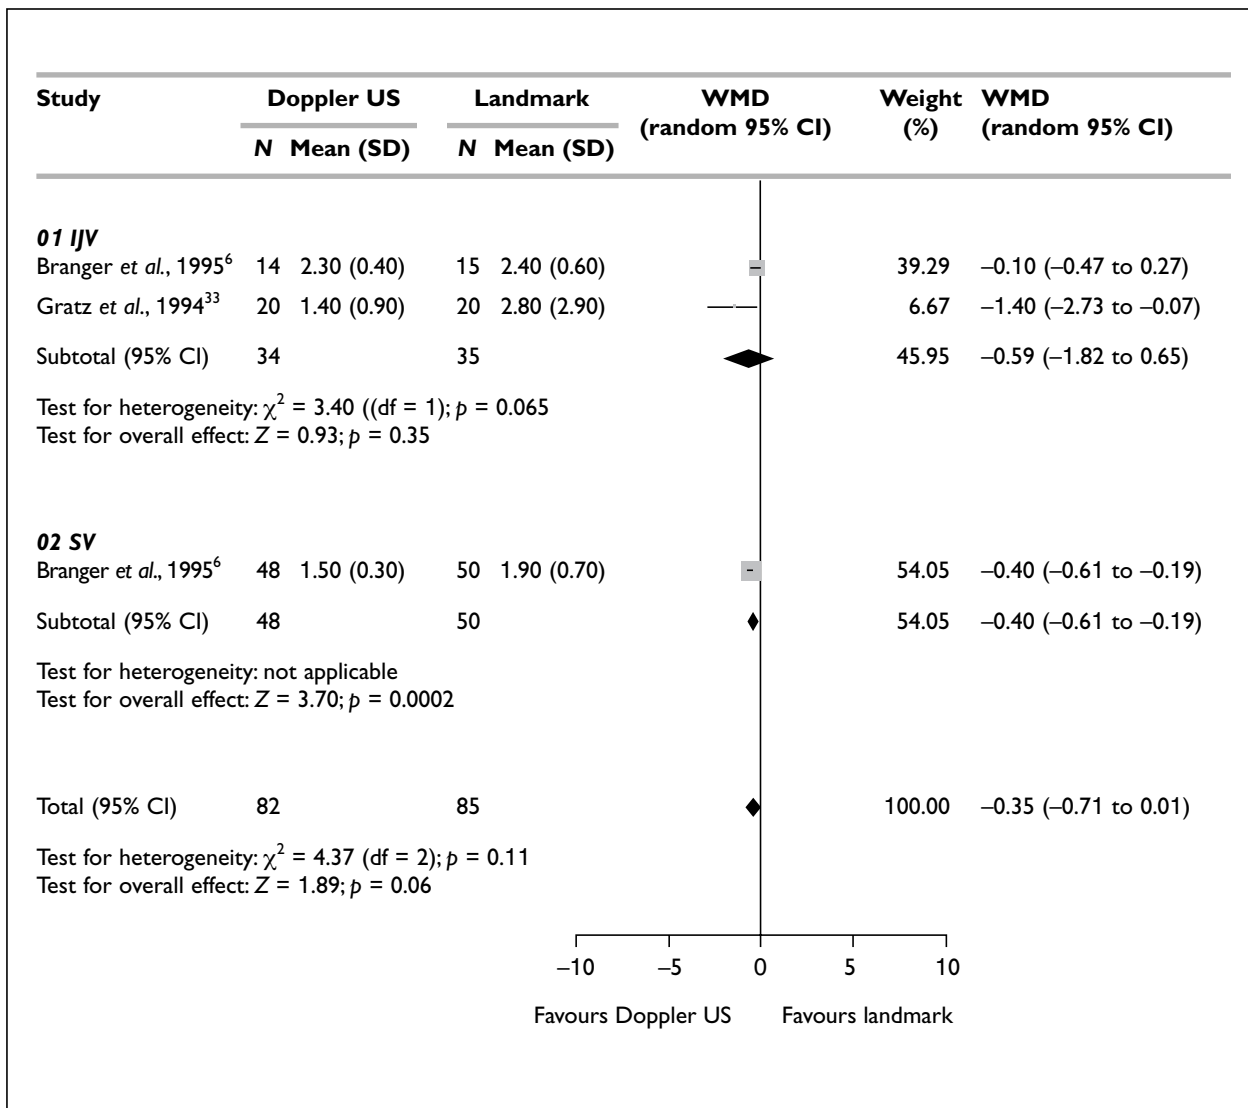 Study Doppler US Landmark WMD Weight WMD
(random 95% CI) (%) (random 95% CI)
N Mean (SD) N Mean (SD)
01 IJV
Branger et al., 1995⁶ 14 2.30 (0.40) 15 2.40 (0.60) 39.29 –0.10 (–0.47 to 0.27)
Gratz et al., 1994³³ 20 1.40 (0.90) 20 2.80 (2.90) 6.67 –1.40 (–2.73 to –0.07)
Subtotal (95% CI) 34 35 45.95 –0.59 (–1.82 to 0.65)
Test for heterogeneity: χ² = 3.40 ((df = 1); p = 0.065
Test for overall effect: Z = 0.93; p = 0.35
02 SV
Branger et al., 1995⁶ 48 1.50 (0.30) 50 1.90 (0.70) 54.05 –0.40 (–0.61 to –0.19)
Subtotal (95% CI) 48 50 54.05 –0.40 (–0.61 to –0.19)
Test for heterogeneity: not applicable
Test for overall effect: Z = 3.70; p = 0.0002
Total (95% CI) 82 85 100.00 –0.35 (–0.71 to 0.01)
Test for heterogeneity: χ² = 4.37 (df = 2); p = 0.11
Test for overall effect: Z = 1.89; p = 0.06
–10 –5 0 5 10
Favours Doppler US Favours landmark